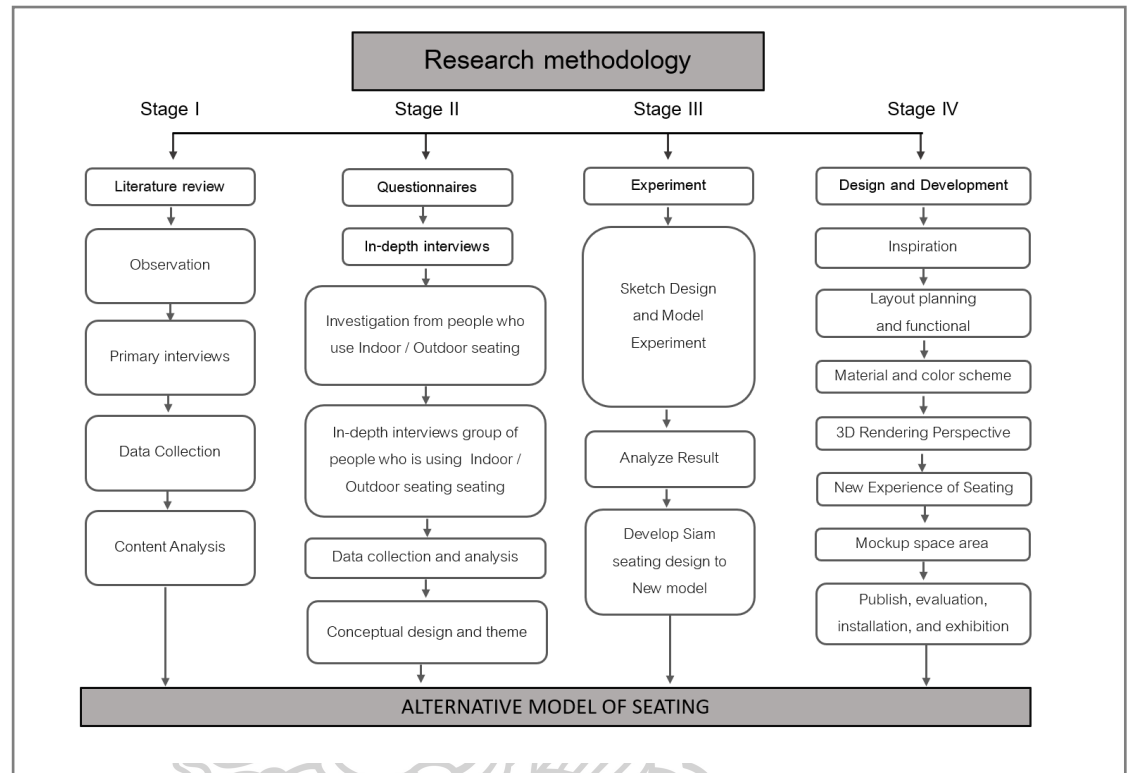 Research methodology
Stage I
Stage II
Stage III
Stage IV
Literature review
Observation
Primary interviews
Data Collection
Content Analysis
Questionnaires
In-depth interviews
Investigation from people who
use Indoor / Outdoor seating
In-depth interviews group of
people who is using Indoor /
Outdoor seating seating
Data collection and analysis
Conceptual design and theme
Experiment
Sketch Design
and Model
Experiment
Analyze Result
Develop Siam
seating design to
New model
Design and Development
Inspiration
Layout planning
and functional
Material and color scheme
3D Rendering Perspective
New Experience of Seating
Mockup space area
Publish, evaluation,
installation, and exhibition
ALTERNATIVE MODEL OF SEATING